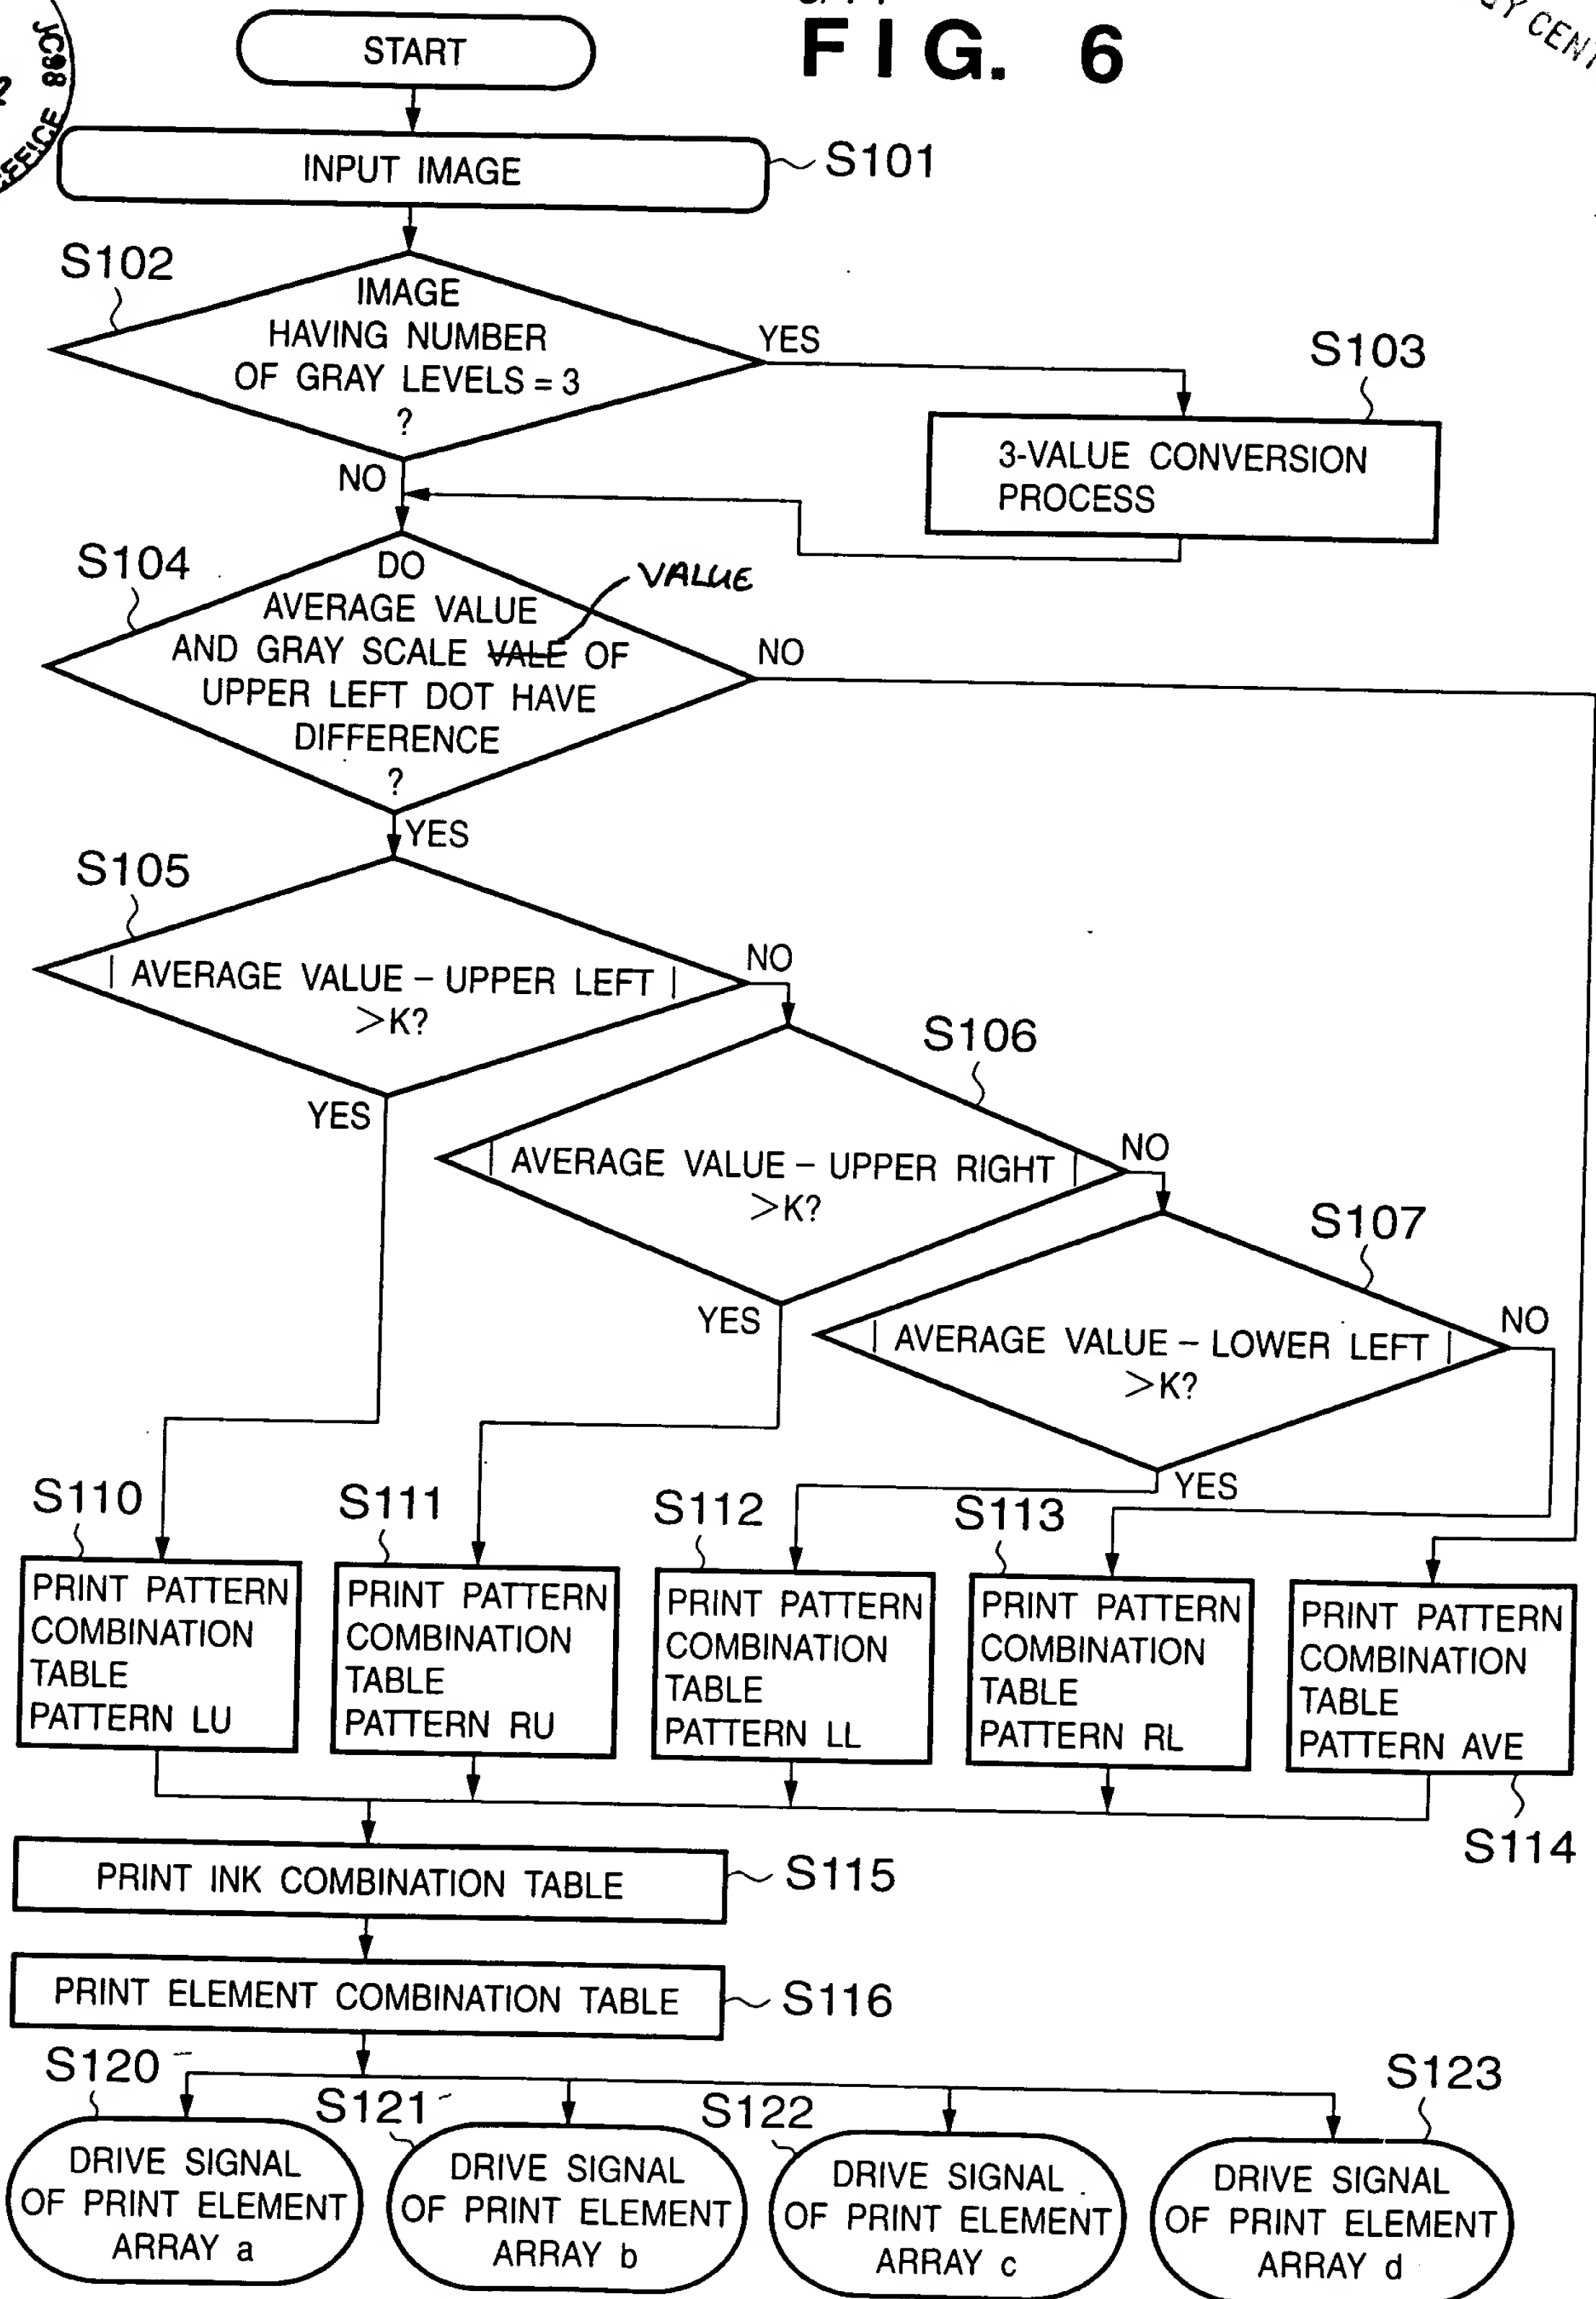 FIG. 6
START
INPUT IMAGE
S101
S102
IMAGE
HAVING NUMBER
OF GRAY LEVELS = 3
?
YES
NO
S103
3-VALUE CONVERSION
PROCESS
S104
DO
AVERAGE VALUE
AND GRAY SCALE VALE OF
VALUE
UPPER LEFT DOT HAVE
DIFFERENCE
?
NO
YES
S105
| AVERAGE VALUE – UPPER LEFT |
>K?
NO
YES
S106
| AVERAGE VALUE – UPPER RIGHT |
>K?
NO
YES
S107
| AVERAGE VALUE – LOWER LEFT |
>K?
NO
YES
S110
PRINT PATTERN
COMBINATION
TABLE
PATTERN LU
S111
PRINT PATTERN
COMBINATION
TABLE
PATTERN RU
S112
PRINT PATTERN
COMBINATION
TABLE
PATTERN LL
S113
PRINT PATTERN
COMBINATION
TABLE
PATTERN RL
PRINT PATTERN
COMBINATION
TABLE
PATTERN AVE
S114
PRINT INK COMBINATION TABLE
S115
PRINT ELEMENT COMBINATION TABLE
S116
S120
DRIVE SIGNAL
OF PRINT ELEMENT
ARRAY a
S121
DRIVE SIGNAL
OF PRINT ELEMENT
ARRAY b
S122
DRIVE SIGNAL
OF PRINT ELEMENT
ARRAY c
S123
DRIVE SIGNAL
OF PRINT ELEMENT
ARRAY d
JC98